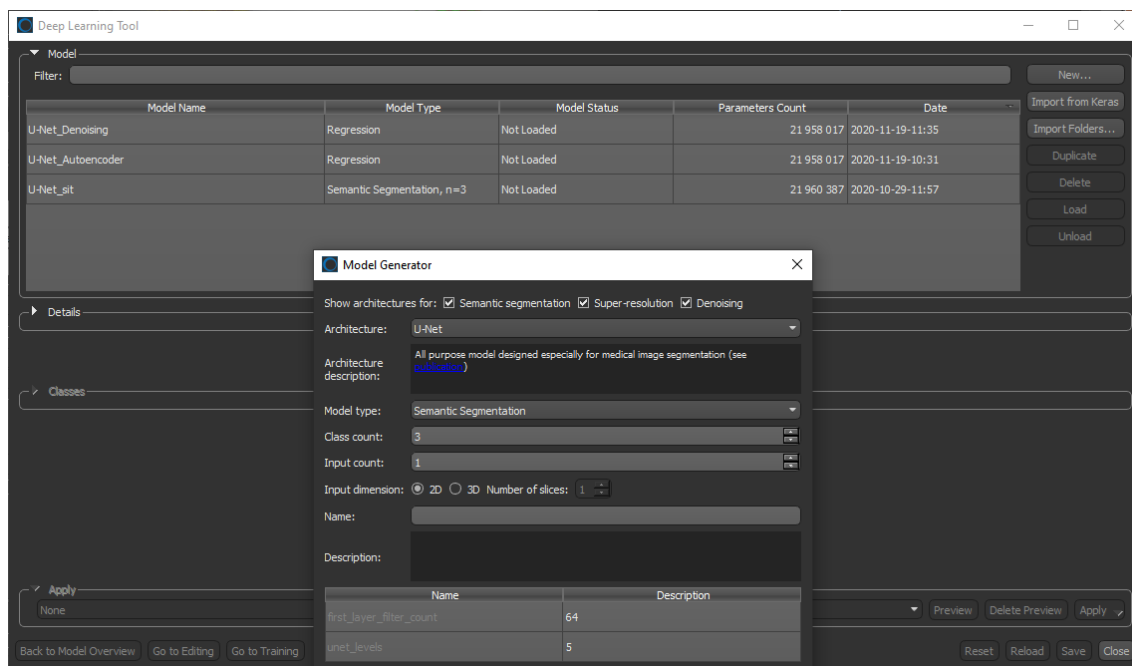 Deep Learning Tool
Model
Filter:
New...
Model Name Model Type Model Status Parameters Count Date
Import from Keras
U-Net_Denoising Regression Not Loaded 21 958 017 2020-11-19-11:35
Import Folders...
U-Net_Autoencoder Regression Not Loaded 21 958 017 2020-11-19-10:31
Duplicate
U-Net_sit Semantic Segmentation, n=3 Not Loaded 21 960 387 2020-10-29-11:57
Delete
Load
Unload
Model Generator
Show architectures for: Semantic segmentation Super-resolution Denoising
Details
Architecture: U-Net
Architecture description:
All purpose model designed especially for medical image segmentation (see
publication)
Classes
Model type: Semantic Segmentation
Class count: 3
Input count: 1
Input dimension: 2D 3D Number of slices: 1
Name:
Description:
Apply
Name Description
None
first_layer_filter_count 64
Preview Delete Preview Apply
unet_levels 5
Back to Model Overview Go to Editing Go to Training
Reset Reload Save Close